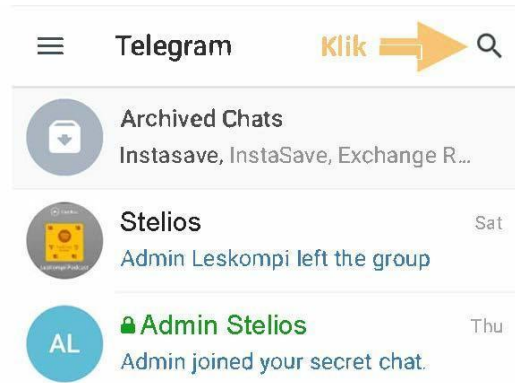 Telegram Klik
Archived Chats
Instasave, InstaSave, Exchange R...
Stelios Sat
Admin Leskompi left the group
Admin Stelios Thu
AL
Admin joined your secret chat.